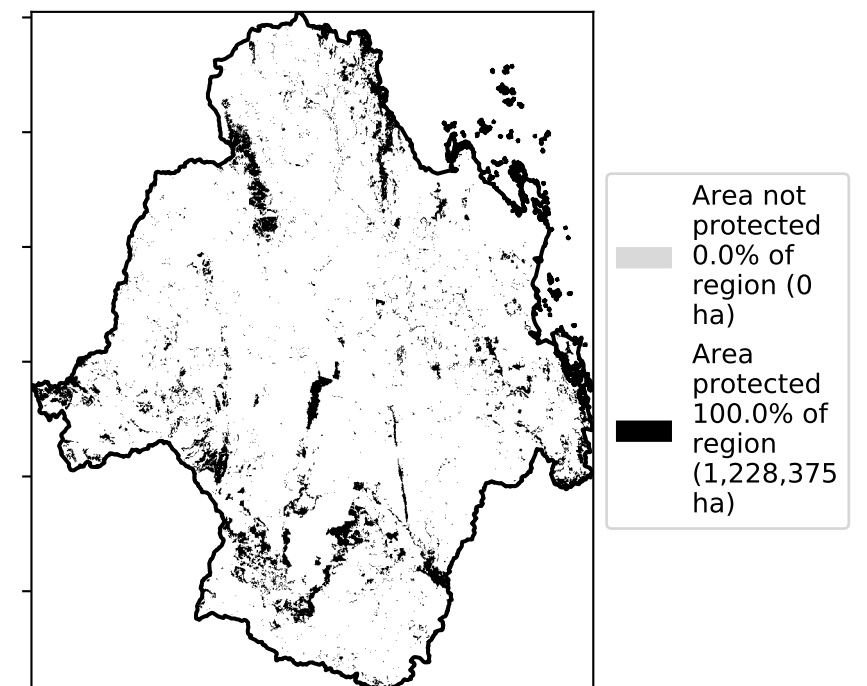 Area not
protected
0.0% of
region (0
ha)
Area
protected
100.0% of
region
(1,228,375
ha)